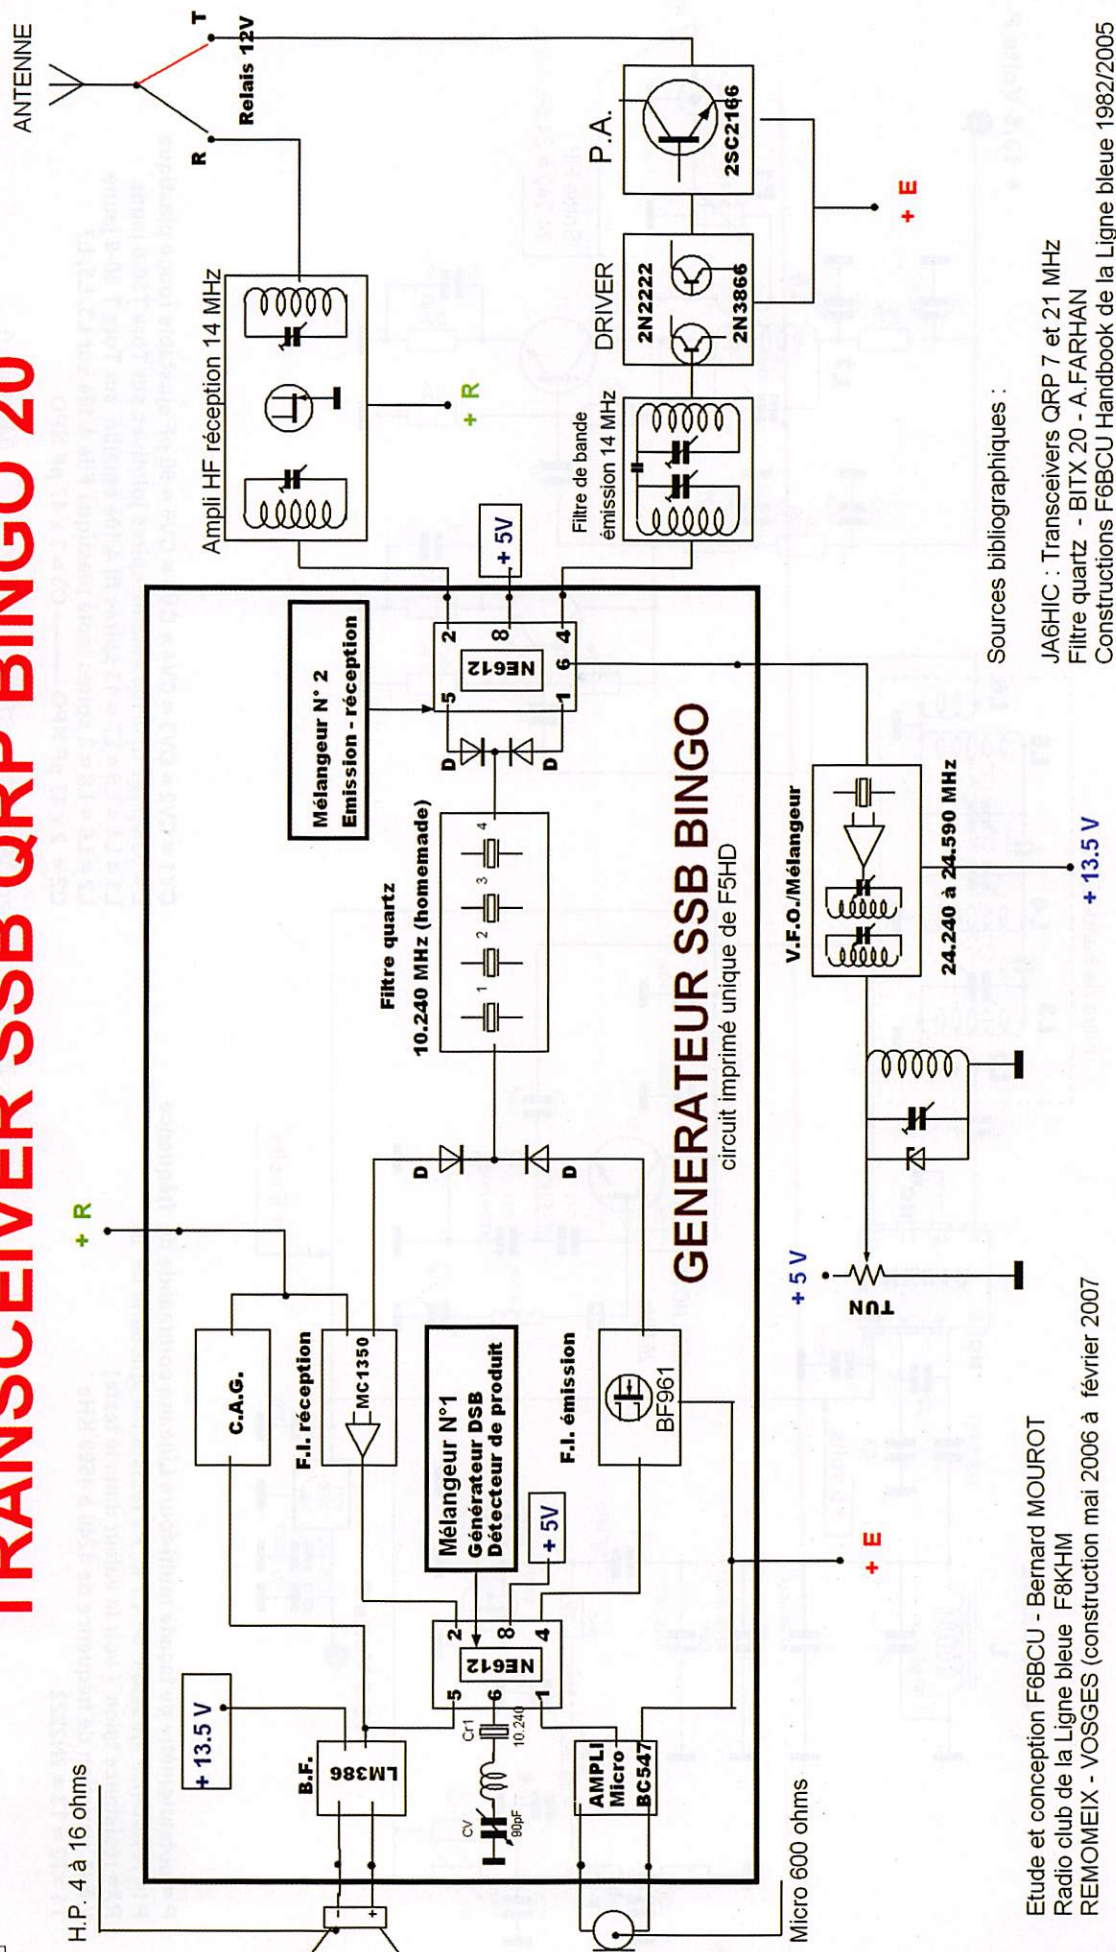 TRANSCEIVER SSB QRP BINGO 20
ANTENNE
R
T
Relais 12V
Ampli HF réception 14 MHz
+ R
P.A.
2SC2166
DRIVER
2N2222
2N3866
+ E
Filtre de bande
émission 14 MHz
Mélangeur N° 2
Emission - réception
+ 5V
5
2
NE612
8
1
6
4
D
D
Filtre quartz
10.240 MHz (homemade)
1
2
3
4
D
D
+ R
C.A.G.
F.I. réception
MC1350
Mélangeur N°1
Générateur DSB
Détecteur de produit
+ 5V
F.I. émission
BF961
+ 13.5 V
B.F.
LM386
H.P. 4 à 16 ohms
-
+
5
2
6
NE612
8
1
4
Cr1
10.240
CV
90pF
AMPLI
Micro
BC547
Micro 600 ohms
+ E
GENERATEUR SSB BINGO
circuit imprimé unique de F5HD
V.F.O./Mélangeur
24.240 à 24.590 MHz
+ 13.5 V
+ 5 V
TUN
Etude et conception F6BCU - Bernard MOUROT
Radio club de la Ligne bleue F8KHM
REMOMEIX - VOSGES (construction mai 2006 à février 2007
Sources bibliographiques :
JA6HIC : Transceivers QRP 7 et 21 MHz
Filtre quartz - BITX 20 - A.FARHAN
Constructions F6BCU Handbook de la Ligne bleue 1982/2005